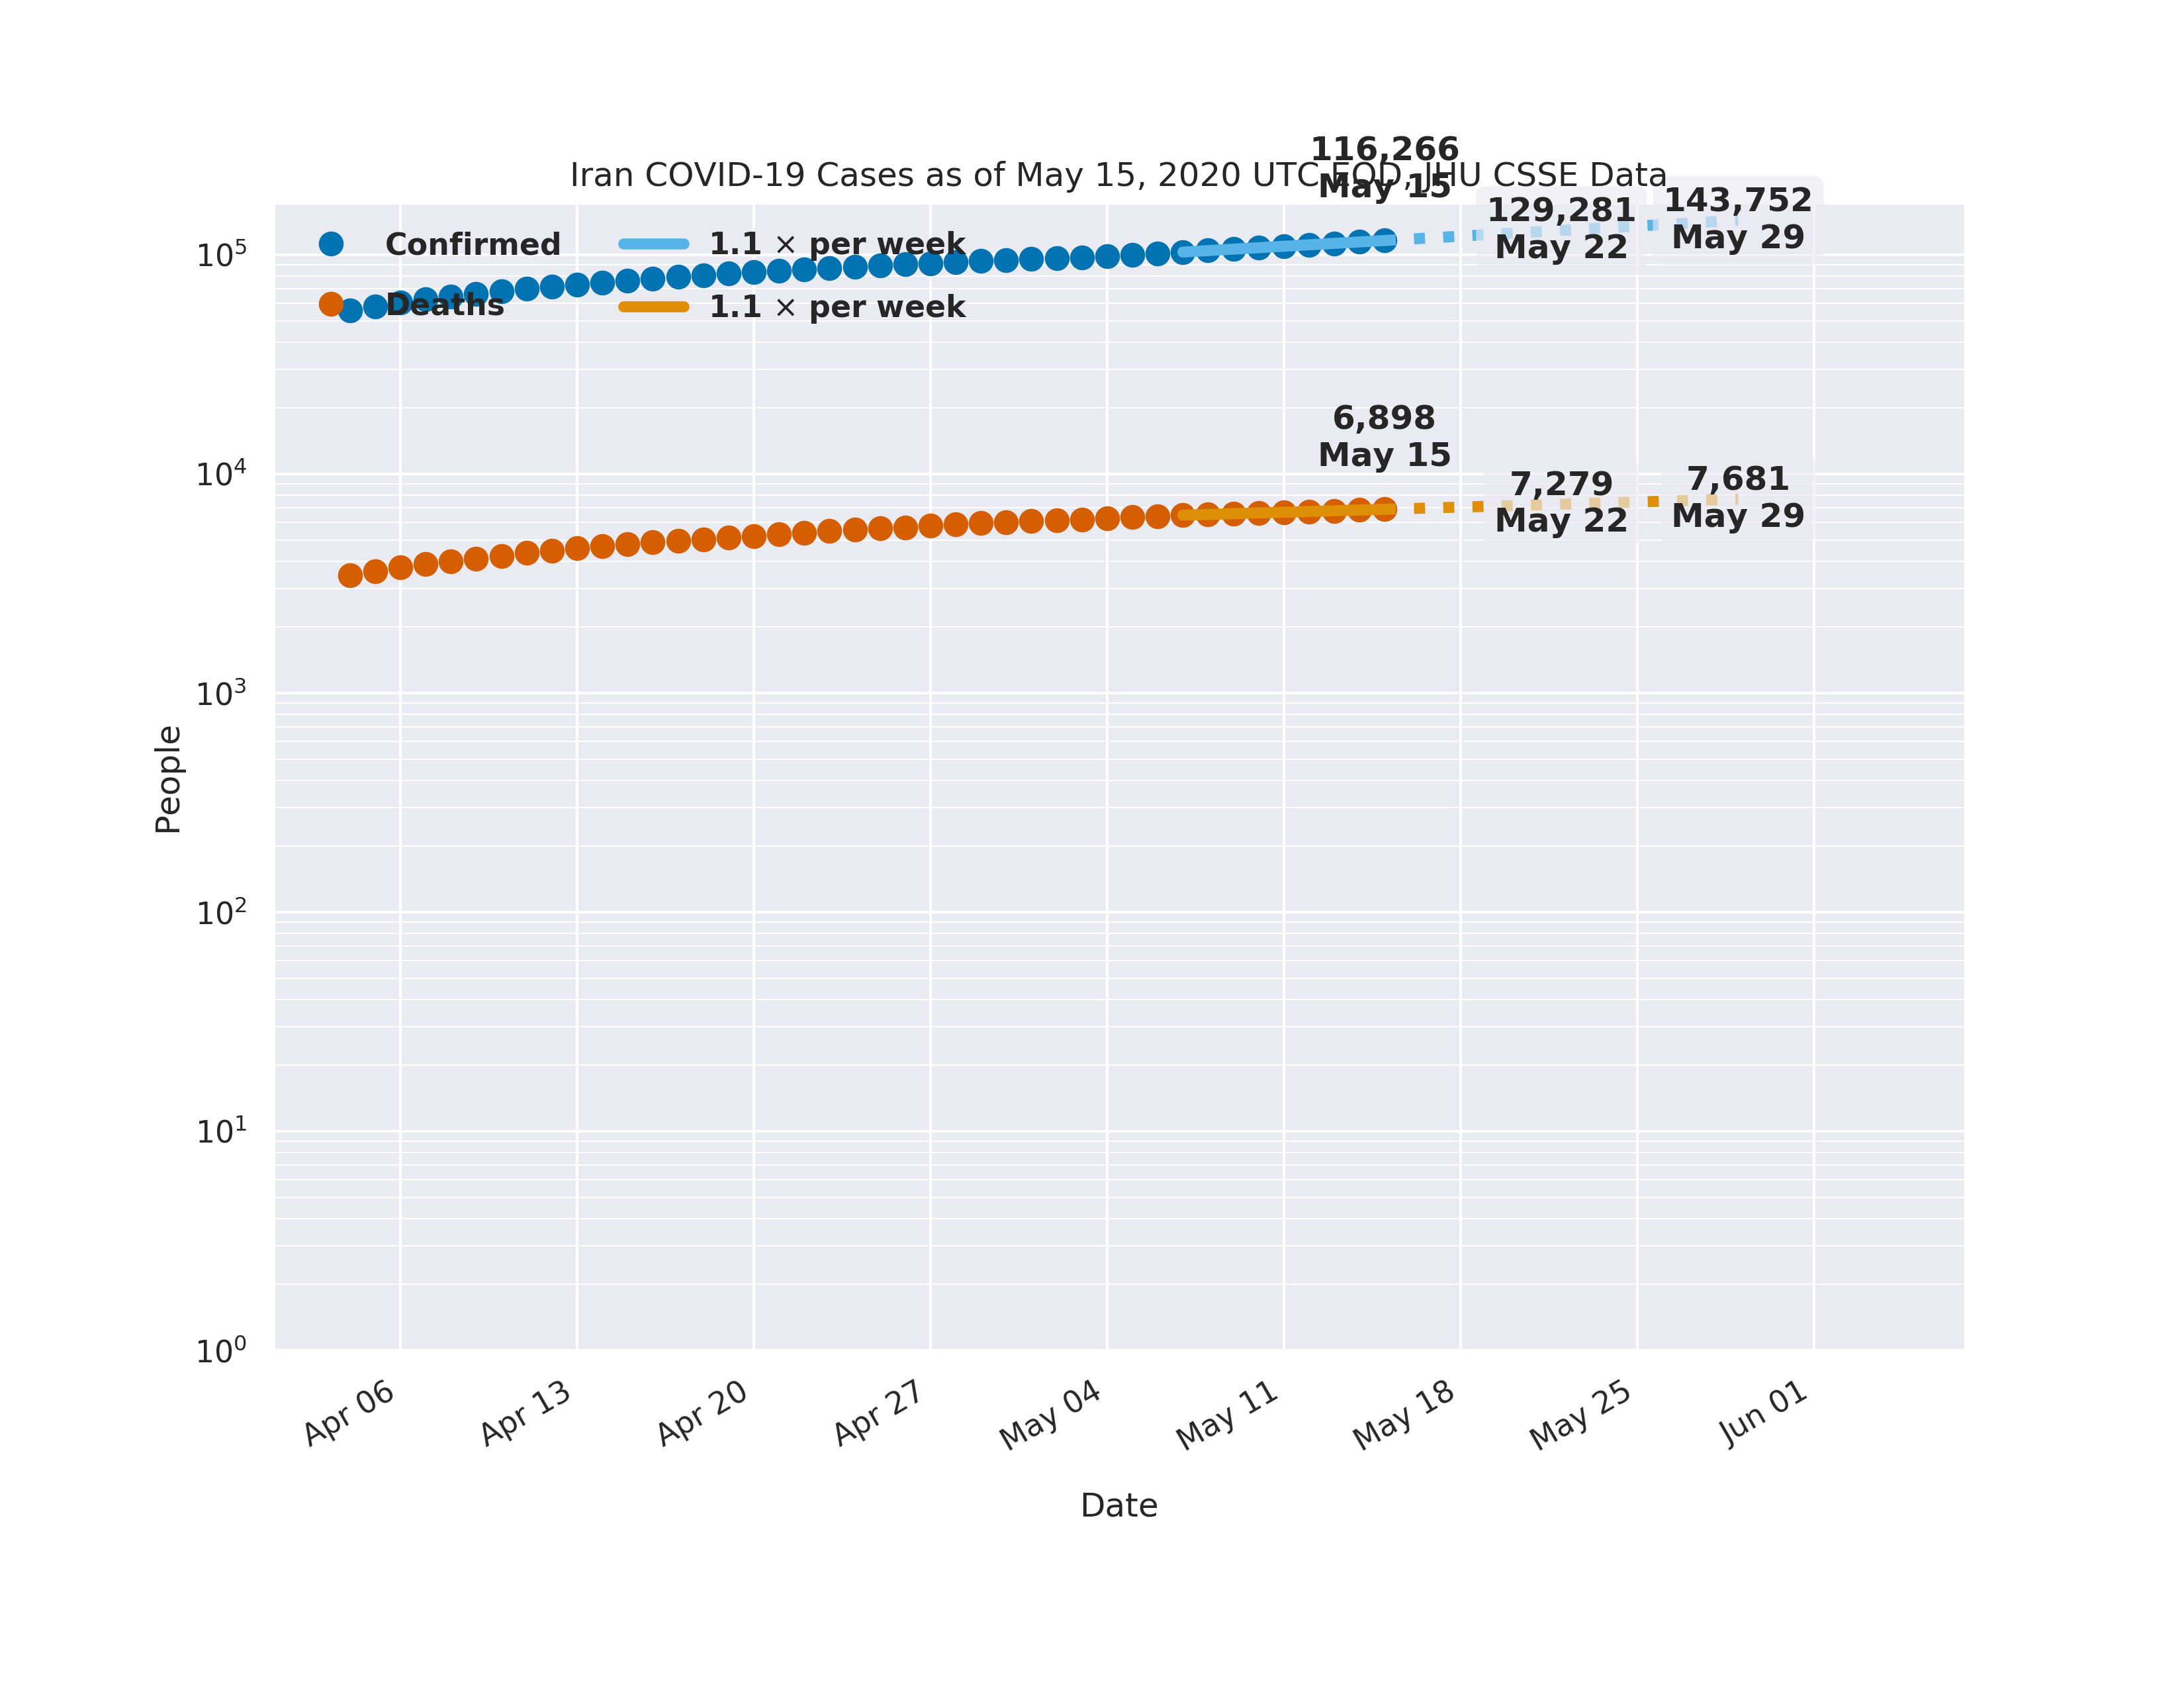 116,266
May 15
Iran COVID-19 Cases as of May 15, 2020 UTC EOD, JHU CSSE Data
129,281
May 22
143,752
May 29
Confirmed
Deaths
1.1 × per week
1.1 × per week
6,898
May 15
7,279
May 22
7,681
May 29
People
10⁵
10⁴
10³
10²
10¹
10⁰
Apr 06
Apr 13
Apr 20
Apr 27
May 04
May 11
May 18
May 25
Jun 01
Date